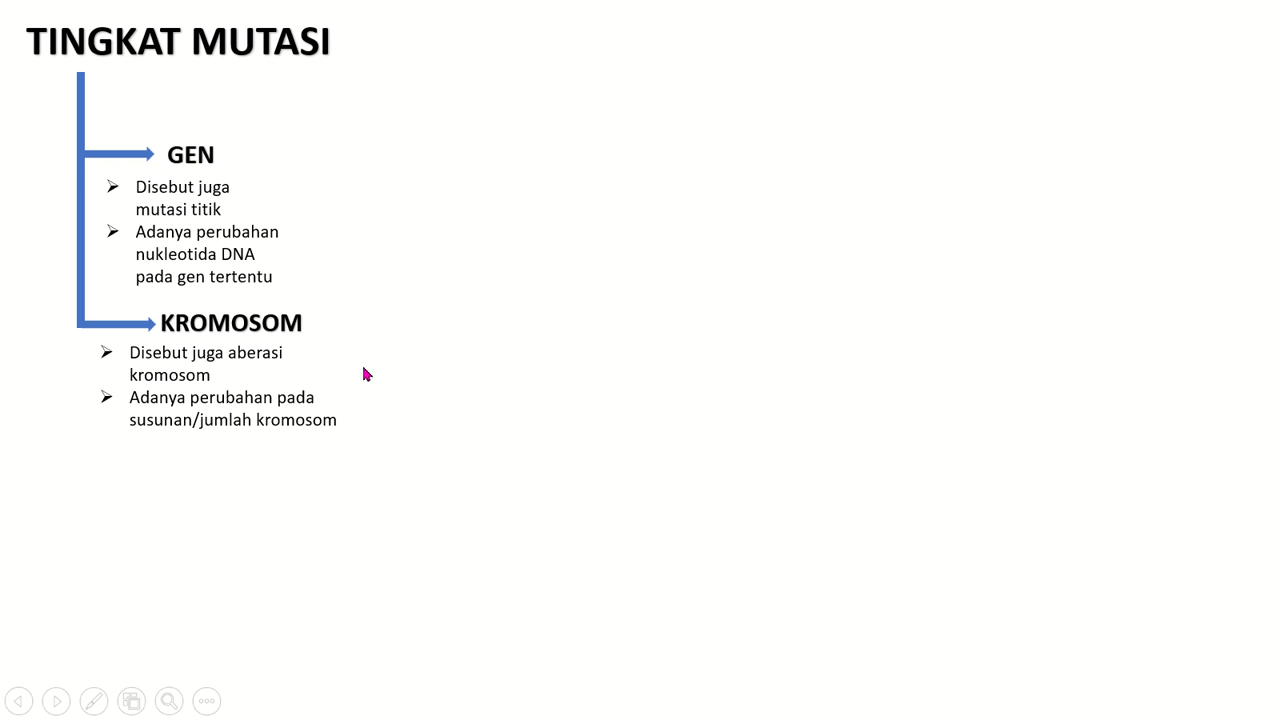 TINGKAT MUTASI
GEN
Disebut juga
mutasi titik
Adanya perubahan
nukleotida DNA
pada gen tertentu
KROMOSOM
Disebut juga aberasi
kromosom
Adanya perubahan pada
susunan/jumlah kromosom